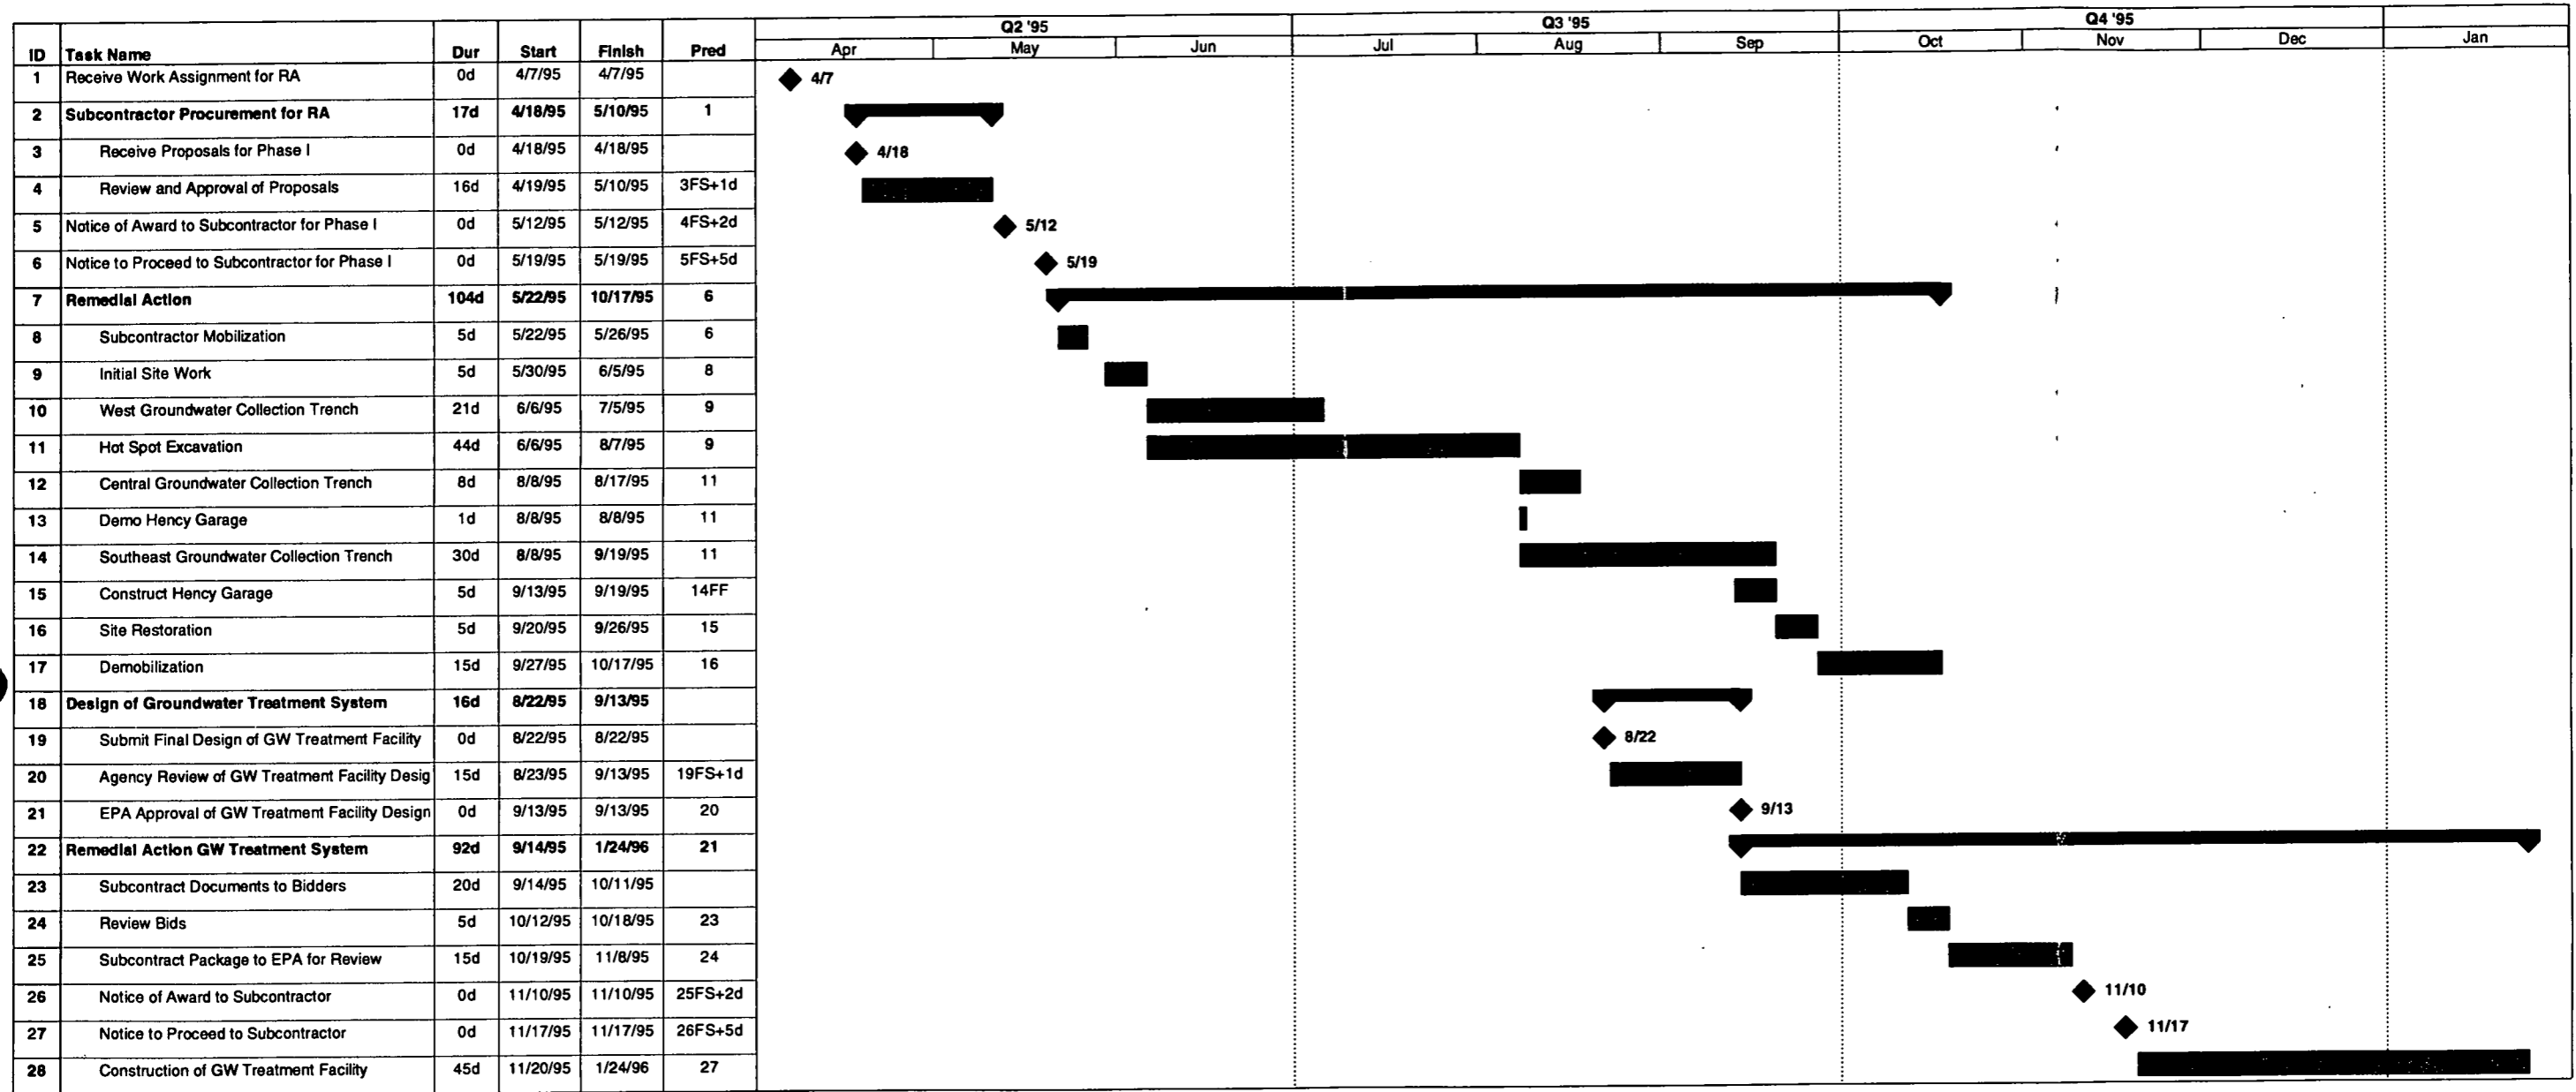 Q2 '95 Q3 '95 Q4 '95
ID Task Name Dur Start Finish Pred Apr May Jun Jul Aug Sep Oct Nov Dec Jan
1 Receive Work Assignment for RA 0d 4/7/95 4/7/95 4/7
2 Subcontractor Procurement for RA 17d 4/18/95 5/10/95 1
3 Receive Proposals for Phase I 0d 4/18/95 4/18/95 4/18
4 Review and Approval of Proposals 16d 4/19/95 5/10/95 3FS+1d
5 Notice of Award to Subcontractor for Phase I 0d 5/12/95 5/12/95 4FS+2d 5/12
6 Notice to Proceed to Subcontractor for Phase I 0d 5/19/95 5/19/95 5FS+5d 5/19
7 Remedial Action 104d 5/22/95 10/17/95 6
8 Subcontractor Mobilization 5d 5/22/95 5/26/95 6
9 Initial Site Work 5d 5/30/95 6/5/95 8
10 West Groundwater Collection Trench 21d 6/6/95 7/5/95 9
11 Hot Spot Excavation 44d 6/6/95 8/7/95 9
12 Central Groundwater Collection Trench 8d 8/8/95 8/17/95 11
13 Demo Hency Garage 1d 8/8/95 8/8/95 11
14 Southeast Groundwater Collection Trench 30d 8/8/95 9/19/95 11
15 Construct Hency Garage 5d 9/13/95 9/19/95 14FF
16 Site Restoration 5d 9/20/95 9/26/95 15
17 Demobilization 15d 9/27/95 10/17/95 16
18 Design of Groundwater Treatment System 16d 8/22/95 9/13/95
19 Submit Final Design of GW Treatment Facility 0d 8/22/95 8/22/95 8/22
20 Agency Review of GW Treatment Facility Desig 15d 8/23/95 9/13/95 19FS+1d
21 EPA Approval of GW Treatment Facility Design 0d 9/13/95 9/13/95 20 9/13
22 Remedial Action GW Treatment System 92d 9/14/95 1/24/96 21
23 Subcontract Documents to Bidders 20d 9/14/95 10/11/95
24 Review Bids 5d 10/12/95 10/18/95 23
25 Subcontract Package to EPA for Review 15d 10/19/95 11/8/95 24
26 Notice of Award to Subcontractor 0d 11/10/95 11/10/95 25FS+2d 11/10
27 Notice to Proceed to Subcontractor 0d 11/17/95 11/17/95 26FS+5d 11/17
28 Construction of GW Treatment Facility 45d 11/20/95 1/24/96 27